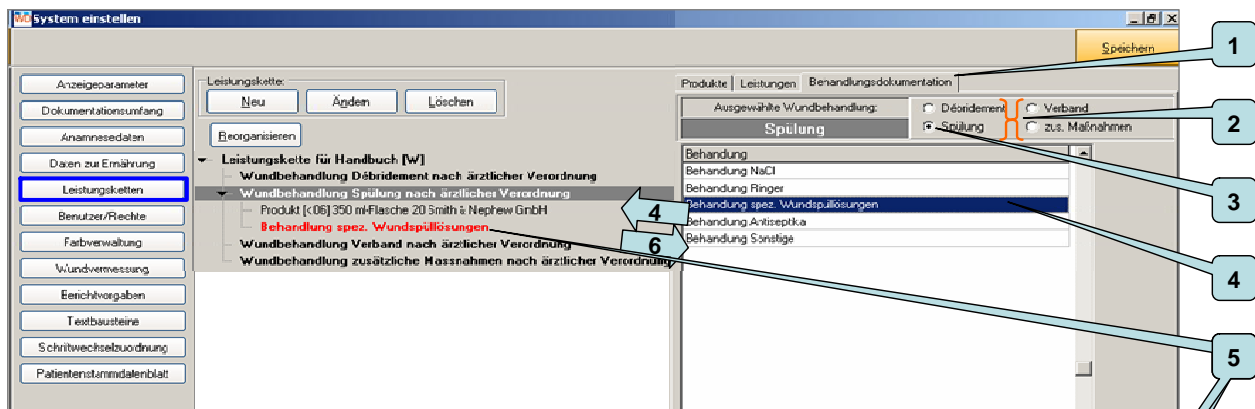 WD System einstellen
Speichern
1
Anzeigeparameter
Dokumentationsumfang
Anamnesedaten
Daten zur Ernährung
Leistungsketten
Benutzer/Rechte
Farbverwaltung
Wundvermessung
Berichtvorgaben
Textbausteine
Schriftwechselzuordnung
Patientenstammdatenblatt
Leistungskette:
Neu Ändern Löschen
Reorganisieren
Leistungskette für Handbuch [W]
Wundbehandlung Débridement nach ärztlicher Verordnung
Wundbehandlung Spülung nach ärztlicher Verordnung
Produkt [<06] 350 ml-Flasche 20 Smith & Nephew GmbH
Behandlung spez. Wundspüllösungen
Wundbehandlung Verband nach ärztlicher Verordnung
Wundbehandlung zusätzliche Massnahmen nach ärztlicher Verordnung
4
6
Produkte Leistungen Behandlungsdokumentation
Ausgewählte Wundbehandlung:
Spülung
Débridement Verband
Spülung zus. Maßnahmen
2
Behandlung
Behandlung NaCl
Behandlung Ringer
Behandlung spez. Wundspüllösungen
Behandlung Antiseptika
Behandlung Sonstige
3
4
5